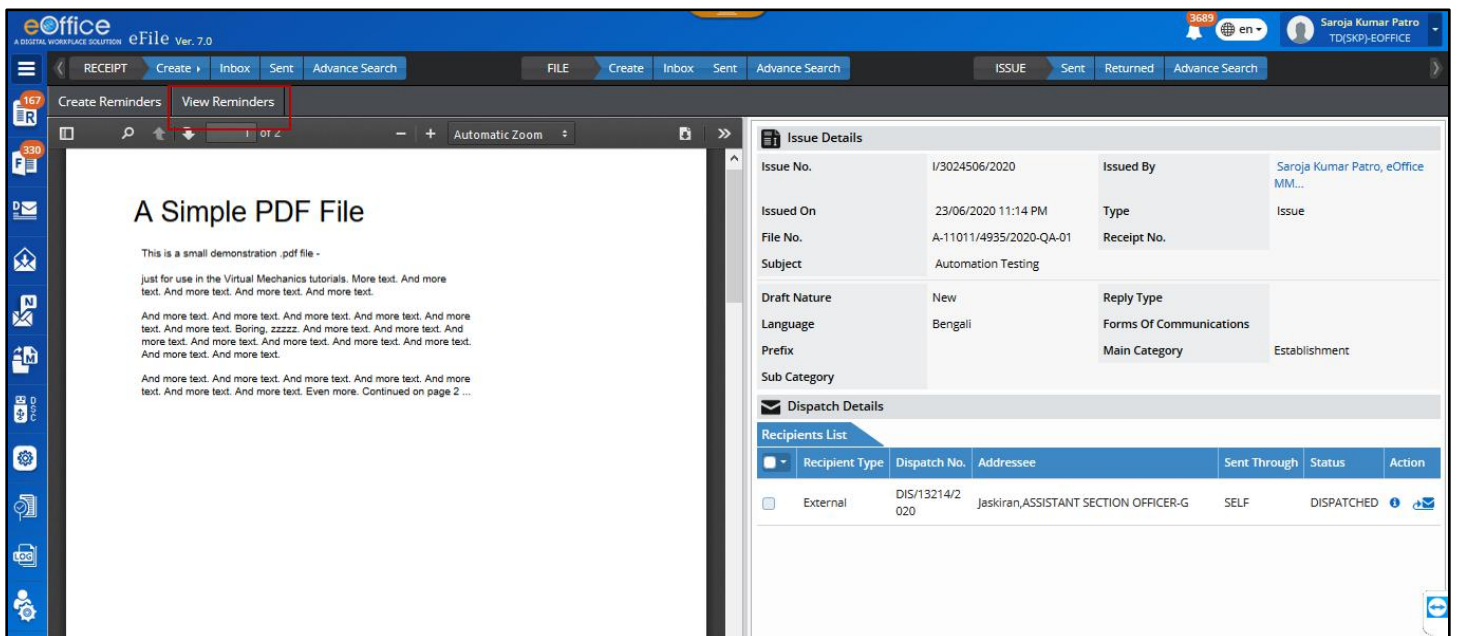 eOffice
A DIGITAL WORKPLACE SOLUTION eFile Ver. 7.0
3689
en
Saroja Kumar Patro
TD(SKP)-EOFFICE
RECEIPT Create Inbox Sent Advance Search FILE Create Inbox Sent Advance Search ISSUE Sent Returned Advance Search
167
R
330
F
D
N
M
DSC
LOG
Create Reminders View Reminders
1 of 2 Automatic Zoom
A Simple PDF File
This is a small demonstration .pdf file -
just for use in the Virtual Mechanics tutorials. More text. And more
text. And more text. And more text. And more text.
And more text. And more text. And more text. And more text. And more
text. And more text. Boring, zzzzz. And more text. And more text. And
more text. And more text. And more text. And more text. And more text.
And more text. And more text.
And more text. And more text. And more text. And more text. And more
text. And more text. And more text. Even more. Continued on page 2 ...
Issue Details
Issue No. I/3024506/2020 Issued By Saroja Kumar Patro, eOffice
MM...
Issued On 23/06/2020 11:14 PM Type Issue
File No. A-11011/4935/2020-QA-01 Receipt No.
Subject Automation Testing
Draft Nature New Reply Type
Language Bengali Forms Of Communications
Prefix Main Category Establishment
Sub Category
Dispatch Details
Recipients List
Recipient Type Dispatch No. Addressee Sent Through Status Action
External DIS/13214/2
020 Jaskiran,ASSISTANT SECTION OFFICER-G SELF DISPATCHED